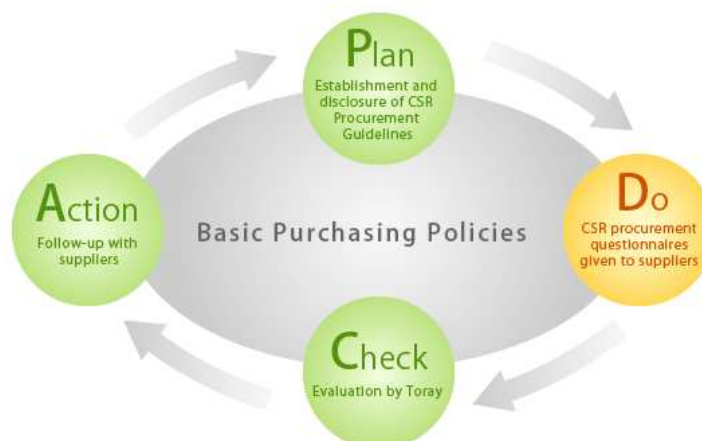 Plan
Establishment and
disclosure of CSR
Procurement
Guidelines
Action
Follow-up with
suppliers
Basic Purchasing Policies
Do
CSR procurement
questionnaires
given to suppliers
Check
Evaluation by Toray